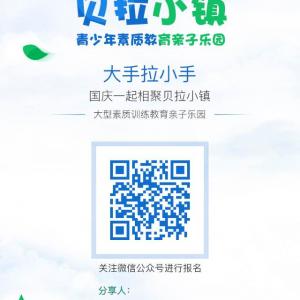 贝拉小镇
青少年素质教育亲子乐园
大手拉小手
国庆一起相聚贝拉小镇
大型素质训练教育亲子乐园
关注微信公众号进行报名
分享人：